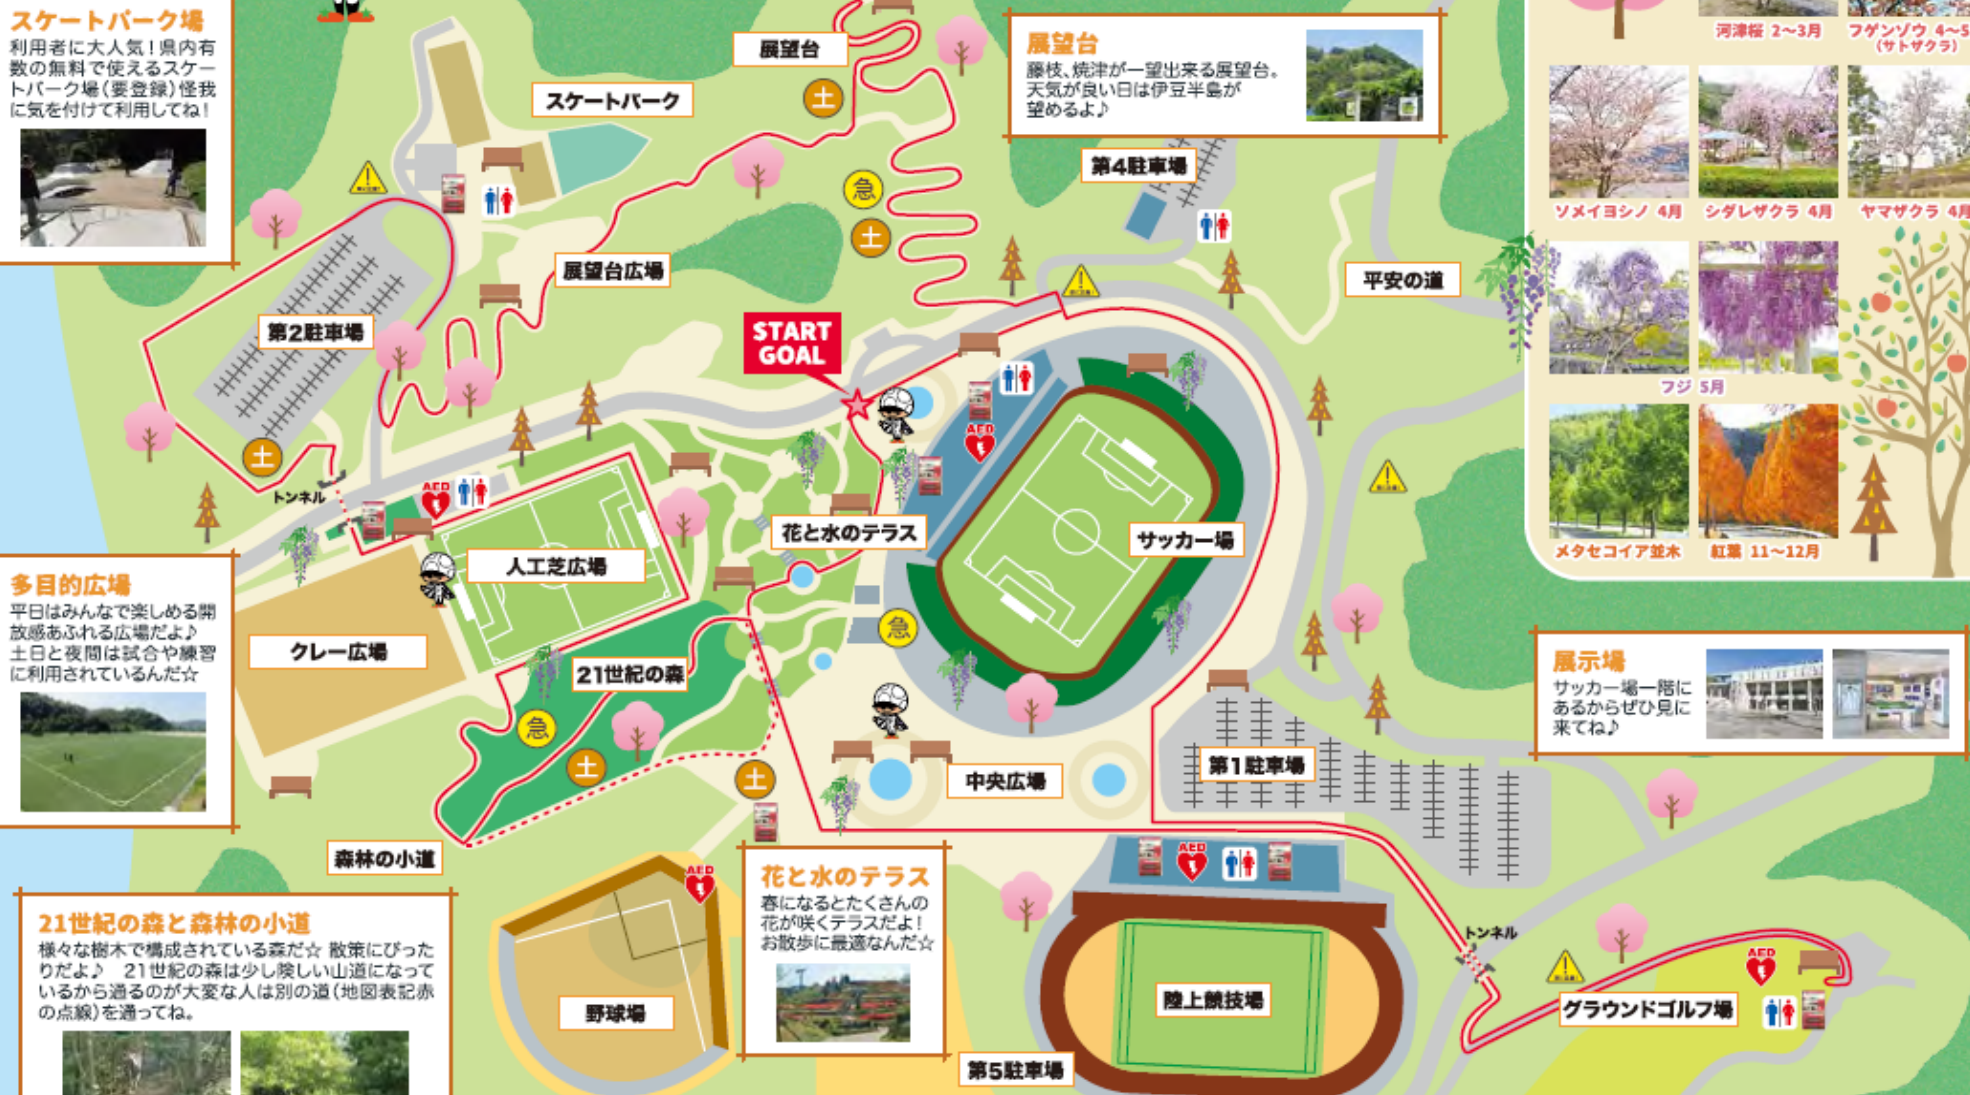 スケートパーク場
利用者に大人気！県内有
数の無料で使えるスケー
トパーク場（要登録）怪我
に気を付けて利用してね！
展望台
土
スケートパーク
展望台
藤枝、焼津が一望出来る展望台。
天気が良い日は伊豆半島が
望めるよ♪
河津桜 2〜3月
フゲンゾウ 4〜5
（サトザクラ）
第4駐車場
急
土
ソメイヨシノ 4月
シダレザクラ 4月
ヤマザクラ 4月
展望台広場
平安の道
第2駐車場
START
GOAL
フジ 5月
AED
土
トンネル
AED
花と水のテラス
サッカー場
人工芝広場
メタセコイア並木
紅葉 11〜12月
多目的広場
平日はみんなで楽しめる開
放感あふれる広場だよ♪
土日と夜間は試合や練習
に利用されているんだ☆
クレー広場
急
21世紀の森
展示場
サッカー場一階に
あるからぜひ見に
来てね♪
急
土
土
中央広場
第1駐車場
森林の小道
AED
AED
21世紀の森と森林の小道
様々な樹木で構成されている森だ☆ 散策にぴった
りだよ♪ 21世紀の森は少し険しい山道になって
いるから通るのが大変な人は別の道（地図表記赤
の点線）を通ってね。
花と水のテラス
春になるとたくさんの
花が咲くテラスだよ！
お散歩に最適なんだ☆
トンネル
AED
野球場
陸上競技場
グラウンドゴルフ場
第5駐車場